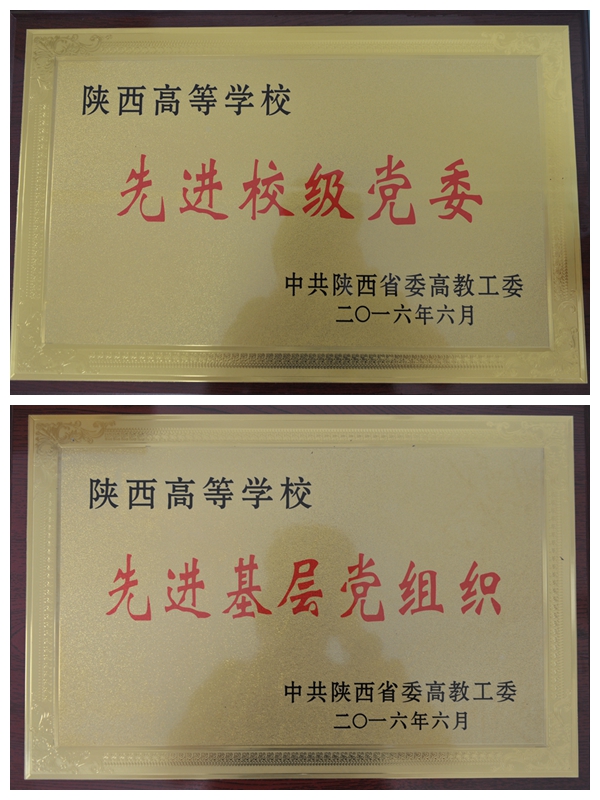 陕西高等学校
先进校级党委
中共陕西省委高教工委
二〇一六年六月
陕西高等学校
先进基层党组织
中共陕西省委高教工委
二〇一六年六月